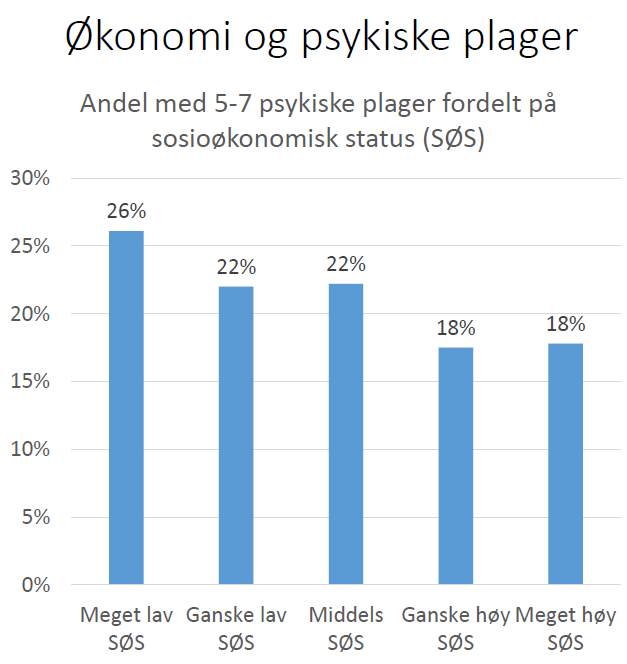 Økonomi og psykiske plager
Andel med 5-7 psykiske plager fordelt på
sosioøkonomisk status (SØS)
30%
25%
20%
15%
10%
5%
0%
26%
22%
22%
18%
18%
Meget lav SØS
Ganske lav SØS
Middels SØS
Ganske høy SØS
Meget høy SØS